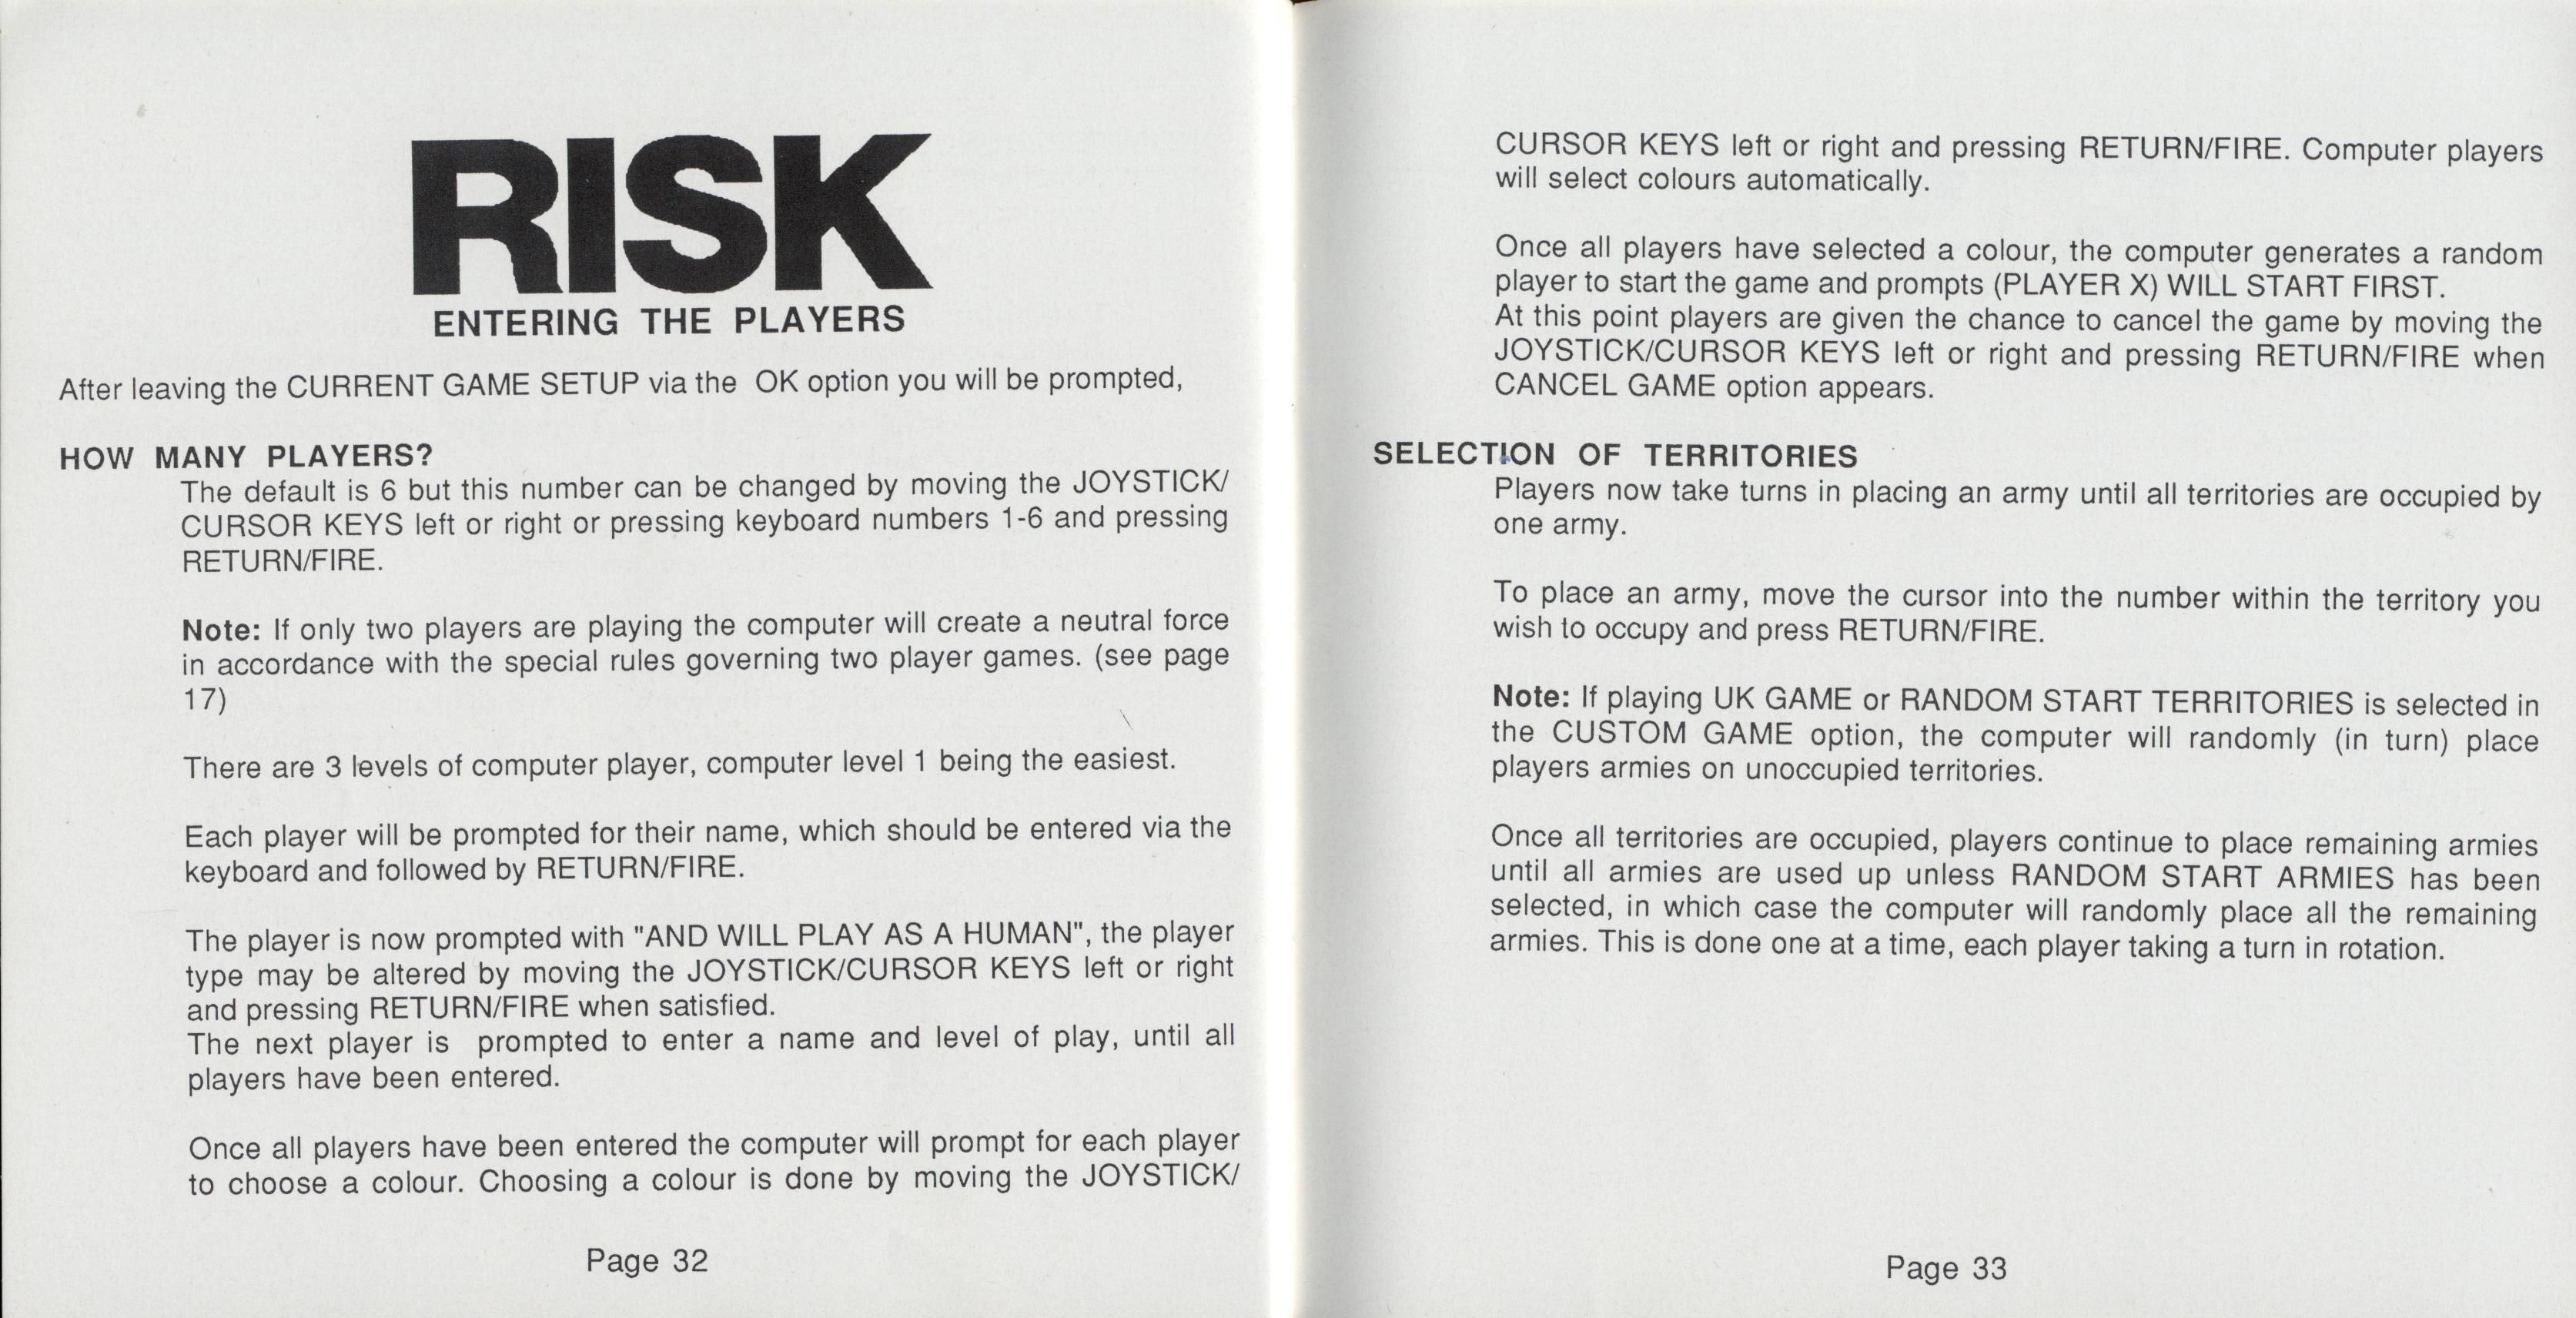 RISK
ENTERING THE PLAYERS
After leaving the CURRENT GAME SETUP via the OK option you will be prompted,
HOW MANY PLAYERS?
The default is 6 but this number can be changed by moving the JOYSTICK/
CURSOR KEYS left or right or pressing keyboard numbers 1-6 and pressing
RETURN/FIRE.
Note: If only two players are playing the computer will create a neutral force
in accordance with the special rules governing two player games. (see page
17)
There are 3 levels of computer player, computer level 1 being the easiest.
Each player will be prompted for their name, which should be entered via the
keyboard and followed by RETURN/FIRE.
The player is now prompted with "AND WILL PLAY AS A HUMAN", the player
type may be altered by moving the JOYSTICK/CURSOR KEYS left or right
and pressing RETURN/FIRE when satisfied.
The next player is prompted to enter a name and level of play, until all
players have been entered.
Once all players have been entered the computer will prompt for each player
to choose a colour. Choosing a colour is done by moving the JOYSTICK/
Page 32
CURSOR KEYS left or right and pressing RETURN/FIRE. Computer players
will select colours automatically.
Once all players have selected a colour, the computer generates a random
player to start the game and prompts (PLAYER X) WILL START FIRST.
At this point players are given the chance to cancel the game by moving the
JOYSTICK/CURSOR KEYS left or right and pressing RETURN/FIRE when
CANCEL GAME option appears.
SELECTION OF TERRITORIES
Players now take turns in placing an army until all territories are occupied by
one army.
To place an army, move the cursor into the number within the territory you
wish to occupy and press RETURN/FIRE.
Note: If playing UK GAME or RANDOM START TERRITORIES is selected in
the CUSTOM GAME option, the computer will randomly (in turn) place
players armies on unoccupied territories.
Once all territories are occupied, players continue to place remaining armies
until all armies are used up unless RANDOM START ARMIES has been
selected, in which case the computer will randomly place all the remaining
armies. This is done one at a time, each player taking a turn in rotation.
Page 33